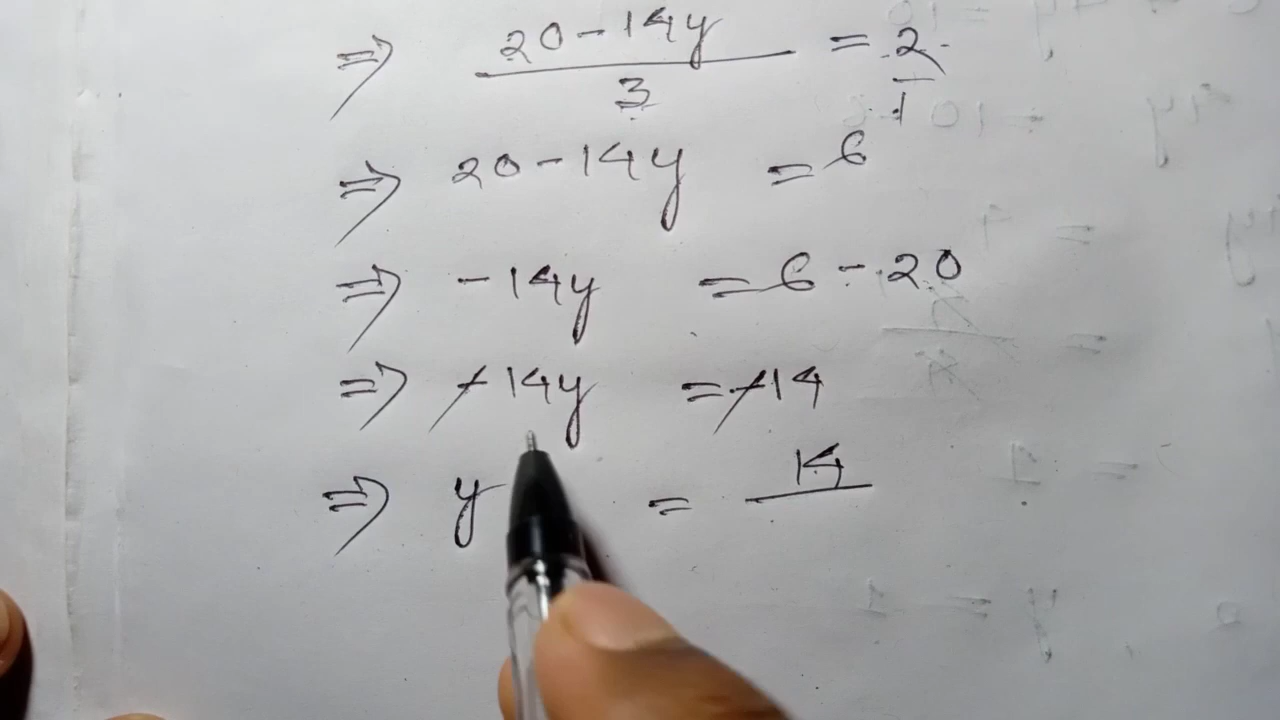 ⇒ 20-14y/3 = 2/1
⇒ 20-14y = 6
⇒ -14y = 6-20
⇒ -14y = -14
⇒ y = 14